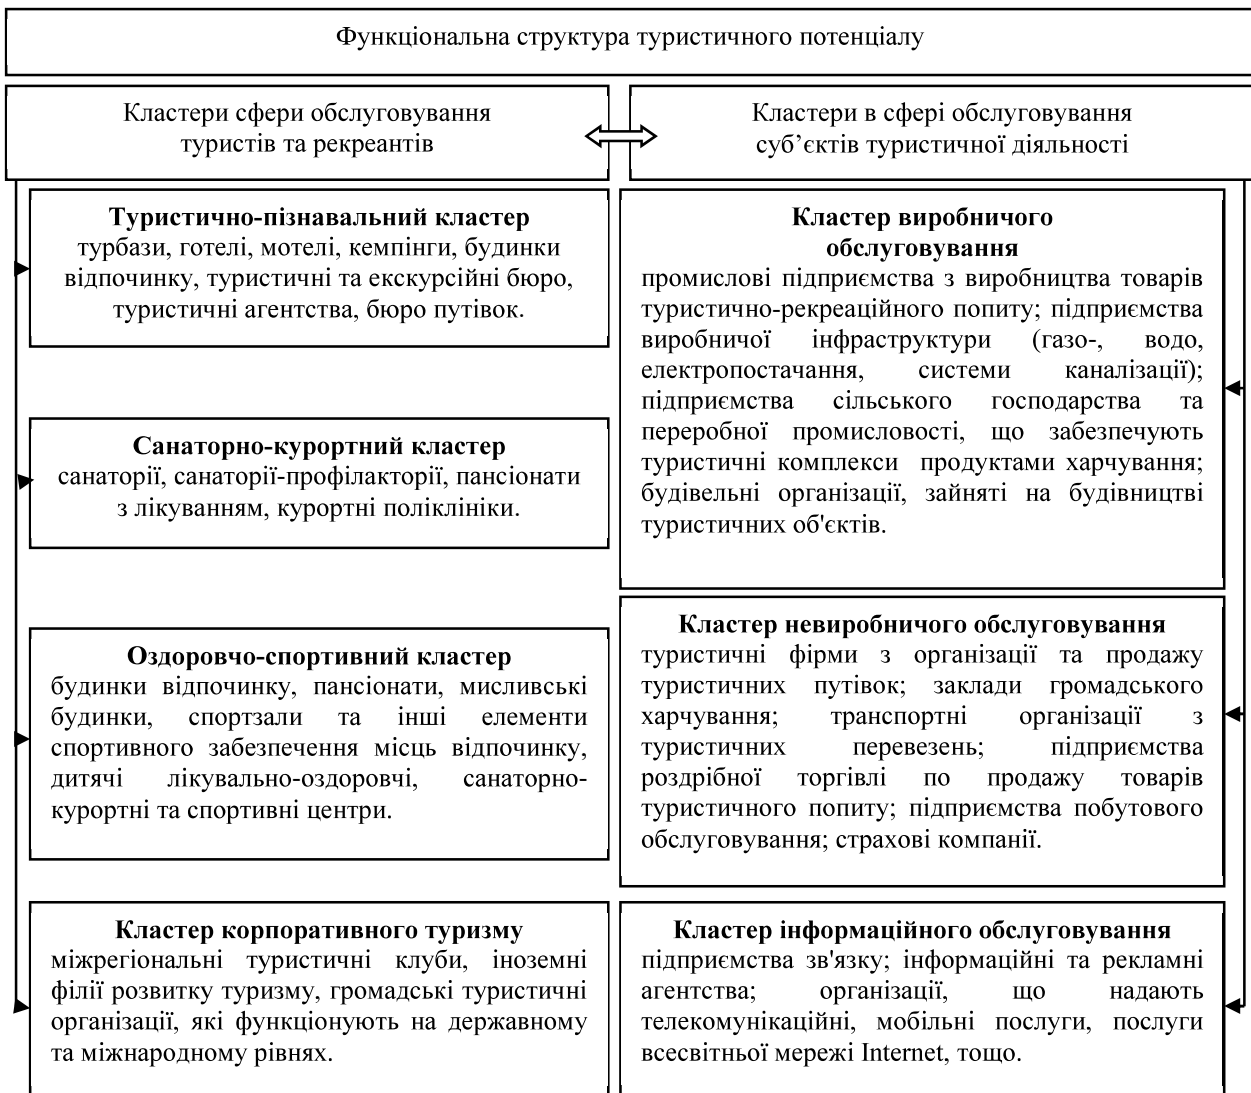 Функціональна структура туристичного потенціалу
Кластери сфери обслуговування
туристів та рекреантів
Кластери в сфері обслуговування
суб’єктів туристичної діяльності
Туристично-пізнавальний кластер
турбази, готелі, мотелі, кемпінги, будинки
відпочинку, туристичні та екскурсійні бюро,
туристичні агентства, бюро путівок.
Санаторно-курортний кластер
санаторії, санаторії-профілакторії, пансіонати
з лікуванням, курортні поліклініки.
Оздоровчо-спортивний кластер
будинки відпочинку, пансіонати, мисливські
будинки, спортзали та інші елементи
спортивного забезпечення місць відпочинку,
дитячі лікувально-оздоровчі, санаторно-
курортні та спортивні центри.
Кластер корпоративного туризму
міжрегіональні туристичні клуби, іноземні
філії розвитку туризму, громадські туристичні
організації, які функціонують на державному
та міжнародному рівнях.
Кластер виробничого
обслуговування
промислові підприємства з виробництва товарів
туристично-рекреаційного попиту; підприємства
виробничої інфраструктури (газо-, водо,
електропостачання, системи каналізації);
підприємства сільського господарства та
переробної промисловості, що забезпечують
туристичні комплекси продуктами харчування;
будівельні організації, зайняті на будівництві
туристичних об'єктів.
Кластер невиробничого обслуговування
туристичні фірми з організації та продажу
туристичних путівок; заклади громадського
харчування; транспортні організації з
туристичних перевезень; підприємства
роздрібної торгівлі по продажу товарів
туристичного попиту; підприємства побутового
обслуговування; страхові компанії.
Кластер інформаційного обслуговування
підприємства зв'язку; інформаційні та рекламні
агентства; організації, що надають
телекомунікаційні, мобільні послуги, послуги
всесвітньої мережі Internet, тощо.